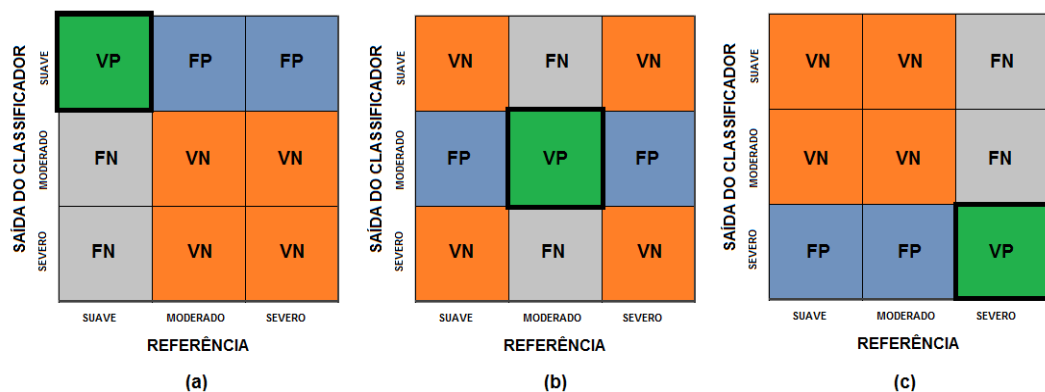 SAÍDA DO CLASSIFICADOR
SUAVE
MODERADO
SEVERO
VP FP FP
FN VN VN
FN VN VN
SUAVE MODERADO SEVERO
REFERÊNCIA
(a)
SAÍDA DO CLASSIFICADOR
SUAVE
MODERADO
SEVERO
VN FN VN
FP VP FP
VN FN VN
SUAVE MODERADO SEVERO
REFERÊNCIA
(b)
SAÍDA DO CLASSIFICADOR
SUAVE
MODERADO
SEVERO
VN VN FN
VN VN FN
FP FP VP
SUAVE MODERADO SEVERO
REFERÊNCIA
(c)